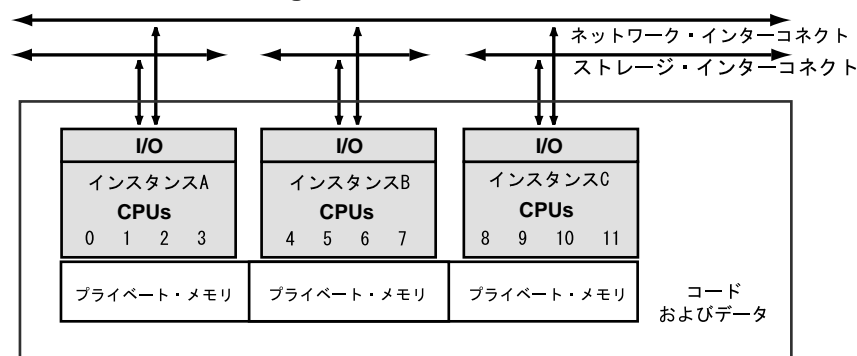 ネットワーク・インターコネクト
ストレージ・インターコネクト
I/O
I/O
I/O
インスタンスA
インスタンスB
インスタンスC
CPUs
CPUs
CPUs
0 1 2 3
4 5 6 7
8 9 10 11
プライベート・メモリ
プライベート・メモリ
プライベート・メモリ
コード
およびデータ